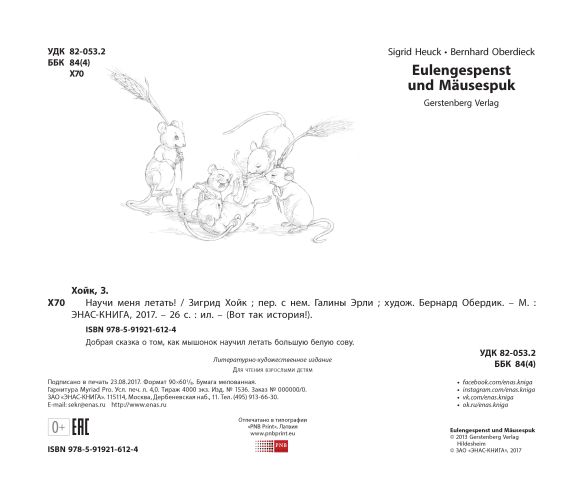 УДК 82-053.2
ББК 84(4)
Х70
Sigrid Heuck • Bernhard Oberdieck
Eulengespenst
und Mäusespuk
Gerstenberg Verlag
Хойк, З.
Х70 Научи меня летать! / Зигрид Хойк ; пер. с нем. Галины Эрли ; худож. Бернард Обердик. – М. :
ЭНАС-КНИГА, 2017. – 26 с. : ил. – (Вот так история!).
ISBN 978-5-91921-612-4
Добрая сказка о том, как мышонок научил летать большую белую сову.
УДК 82-053.2
ББК 84(4)
Литературно-художественное издание
Для чтения взрослыми детям
Подписано в печать 23.08.2017. Формат 90×60 1/8. Бумага мелованная.
Гарнитура Myriad Pro. Усл. печ. л. 4,0. Тираж 4000 экз. Изд. № 1536. Заказ № 000000/0.
ЗАО «ЭНАС-КНИГА». 115114, Москва, Дербеневская наб., 11. Тел. (495) 913-66-30.
E-mail: sekr@enas.ru http://www.enas.ru
• facebook.com/enas.kniga
• instagram.com/enas.kniga
• vk.com/enas.kniga
• ok.ru/enas.kniga
0+ EAC
Отпечатано в типографии
«PNB Print», Латвия
www.pnbprint.eu
PNB
ISBN 978-5-91921-612-4
Eulengespenst und Mäusespuk
© 2013 Gerstenberg Verlag
Hildesheim
© ЗАО «ЭНАС-КНИГА», 2017